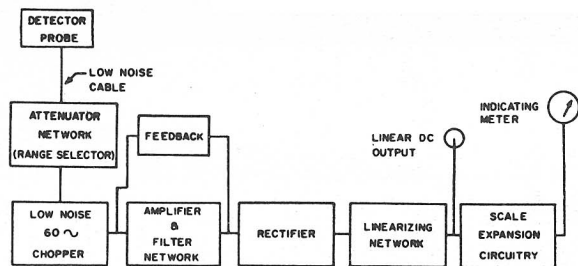 DETECTOR
PROBE
LOW NOISE
CABLE
ATTENUATOR
NETWORK
(RANGE SELECTOR)
FEEDBACK
LINEAR DC
OUTPUT
INDICATING
METER
LOW NOISE
60 ∿
CHOPPER
AMPLIFIER
&
FILTER NETWORK
RECTIFIER
LINEARIZING
NETWORK
SCALE
EXPANSION
CIRCUITRY